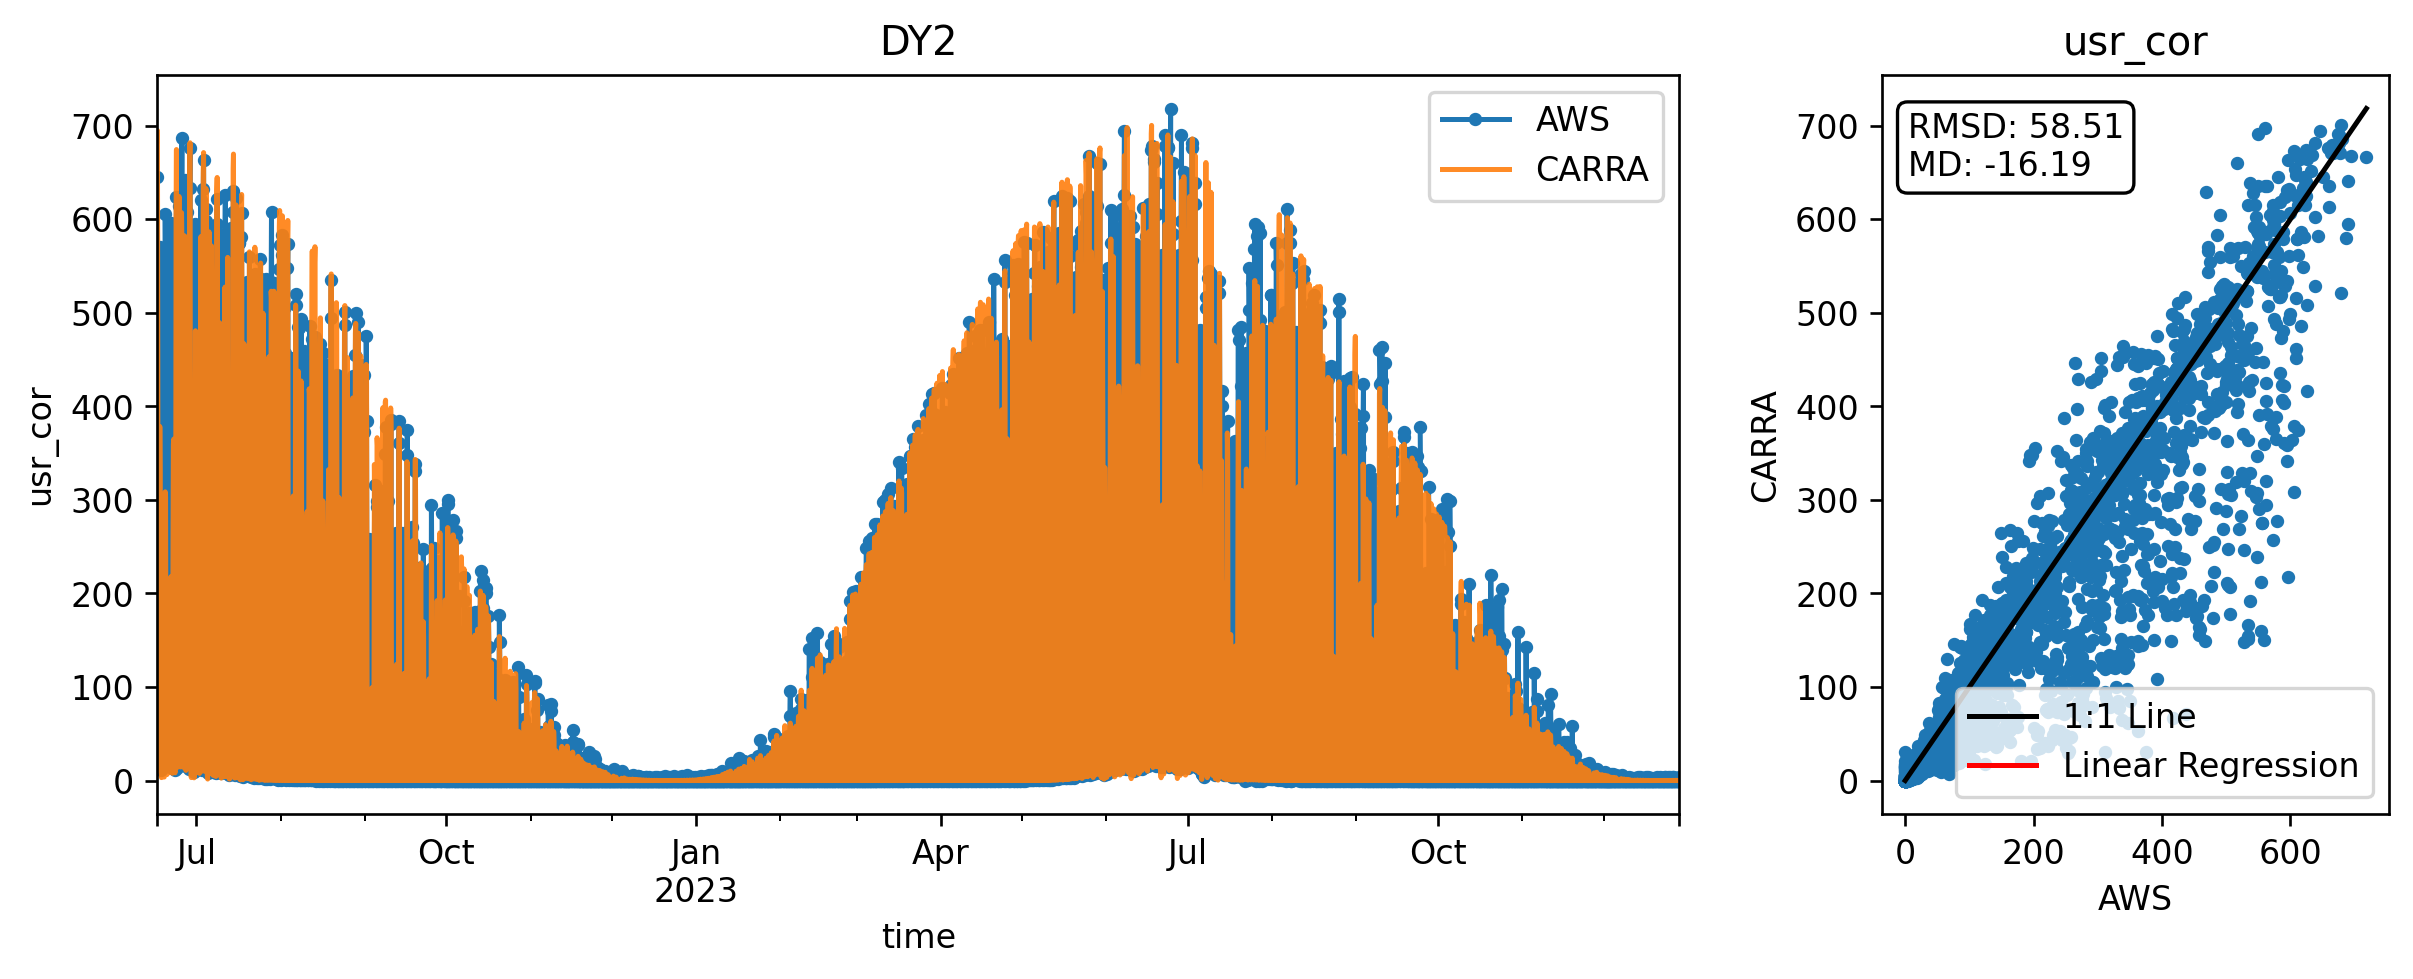 DY2
usr_cor
700
600
500
400
300
200
100
0
usr_cor
AWS
CARRA
Jul
Oct
Jan
2023
Apr
Jul
Oct
time
usr_cor
RMSD: 58.51
MD: -16.19
700
600
500
400
300
200
100
0
CARRA
1:1 Line
Linear Regression
0
200
400
600
AWS